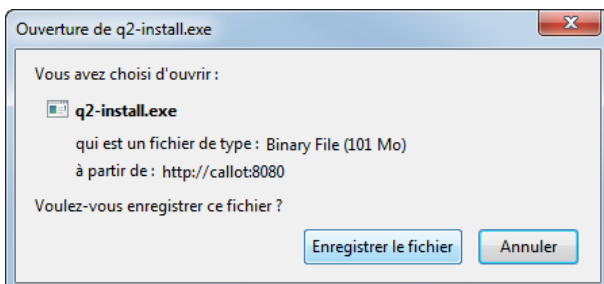 Ouverture de q2-install.exe
Vous avez choisi d'ouvrir :
q2-install.exe
qui est un fichier de type : Binary File (101 Mo)
à partir de : http://callot:8080
Voulez-vous enregistrer ce fichier ?
Enregistrer le fichier Annuler